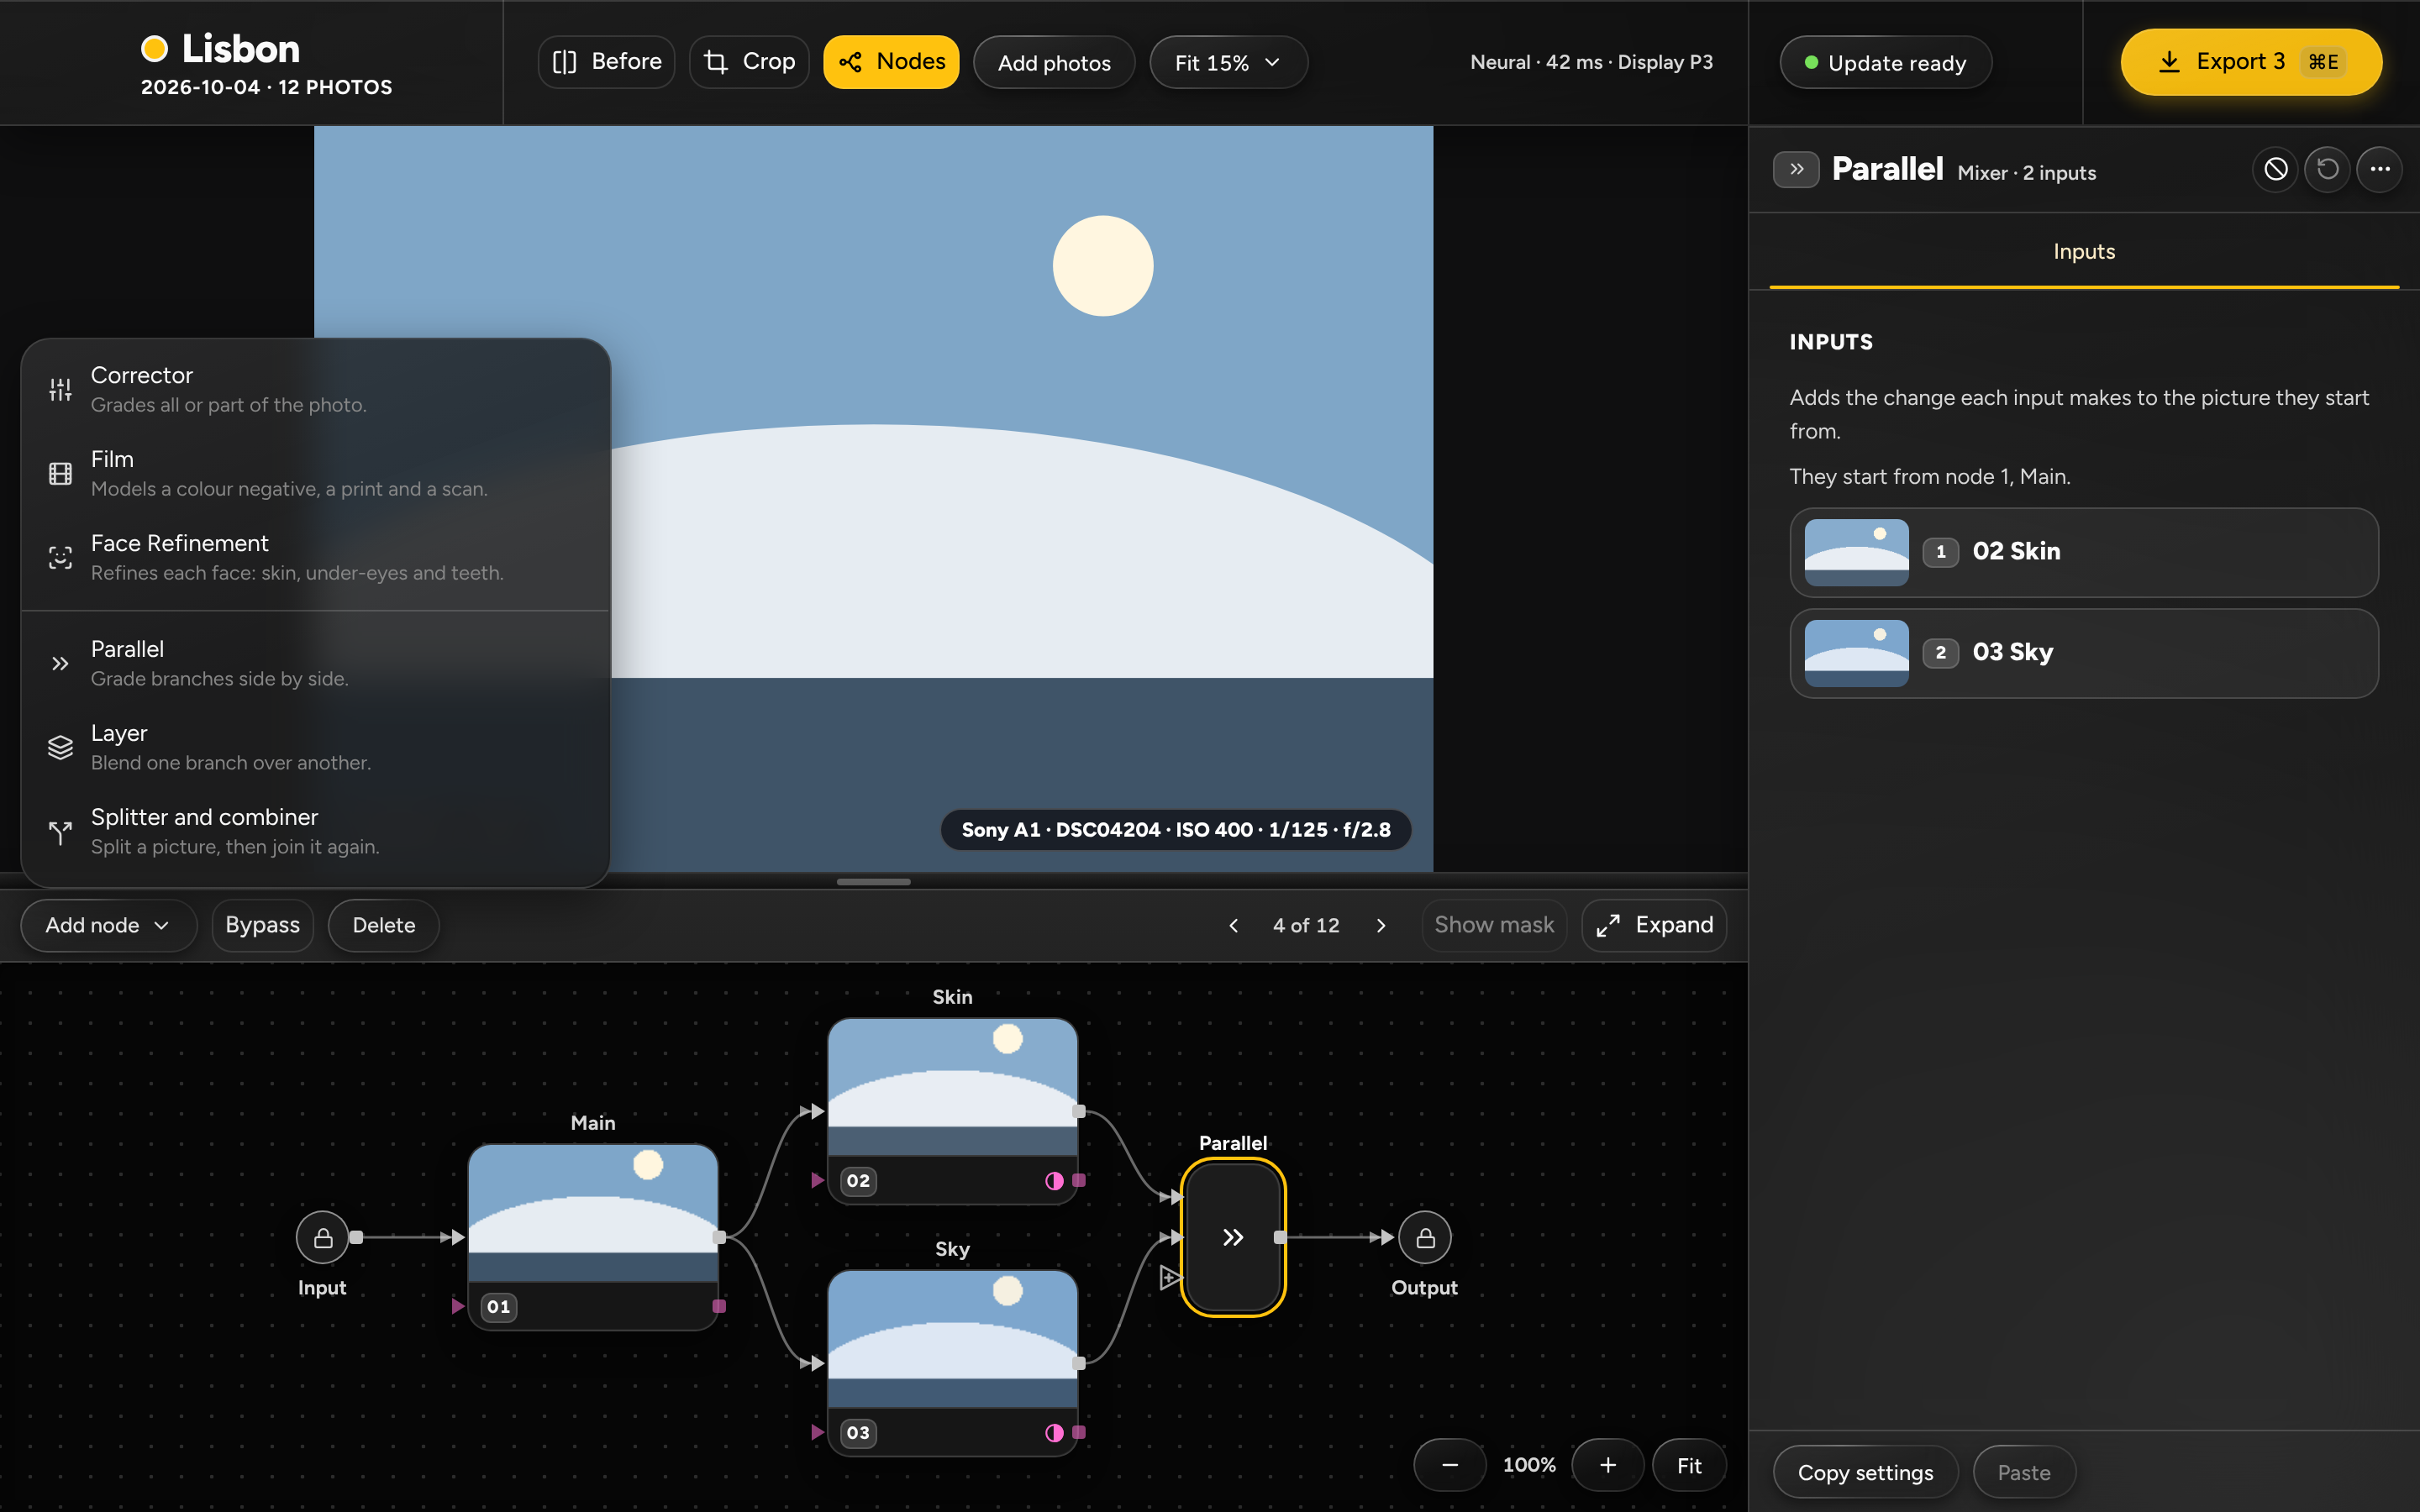 Lisbon
2026-10-04 · 12 PHOTOS
Before
Crop
Nodes
Add photos
Fit 15%
Neural · 42 ms · Display P3
Update ready
Export 3 ⌘E
Parallel Mixer · 2 inputs
Inputs
INPUTS
Adds the change each input makes to the picture they start
from.
They start from node 1, Main.
1 02 Skin
2 03 Sky
Corrector
Grades all or part of the photo.
Film
Models a colour negative, a print and a scan.
Face Refinement
Refines each face: skin, under-eyes and teeth.
Parallel
Grade branches side by side.
Layer
Blend one branch over another.
Splitter and combiner
Split a picture, then join it again.
Sony A1 · DSC04204 · ISO 400 · 1/125 · f/2.8
Add node
Bypass
Delete
4 of 12
Show mask
Expand
Skin
02
Main
01
Sky
03
Parallel
Input
Output
100%
Fit
Copy settings
Paste